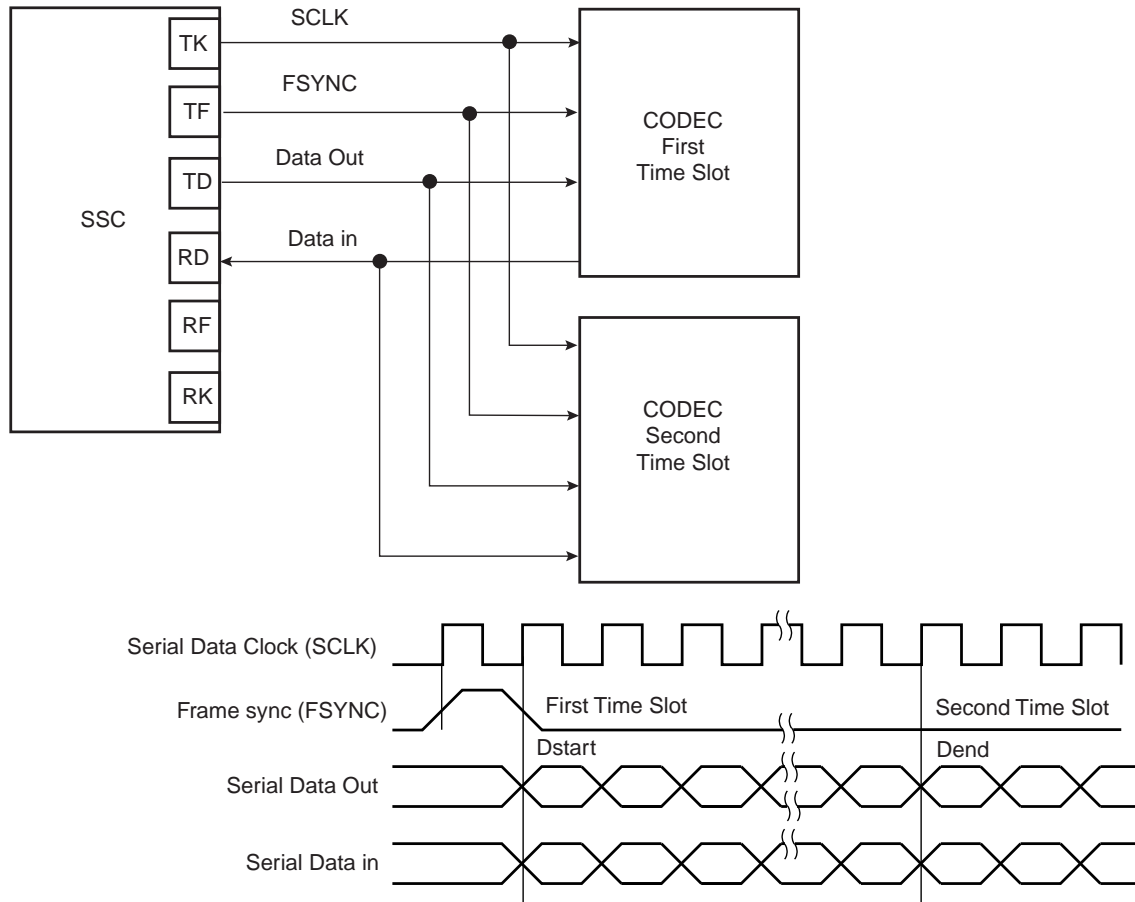 SSC
TK
TF
TD
RD
RF
RK
SCLK
FSYNC
Data Out
Data in
CODEC
First
Time Slot
CODEC
Second
Time Slot
Serial Data Clock (SCLK)
Frame sync (FSYNC)
First Time Slot
Second Time Slot
Dstart
Dend
Serial Data Out
Serial Data in